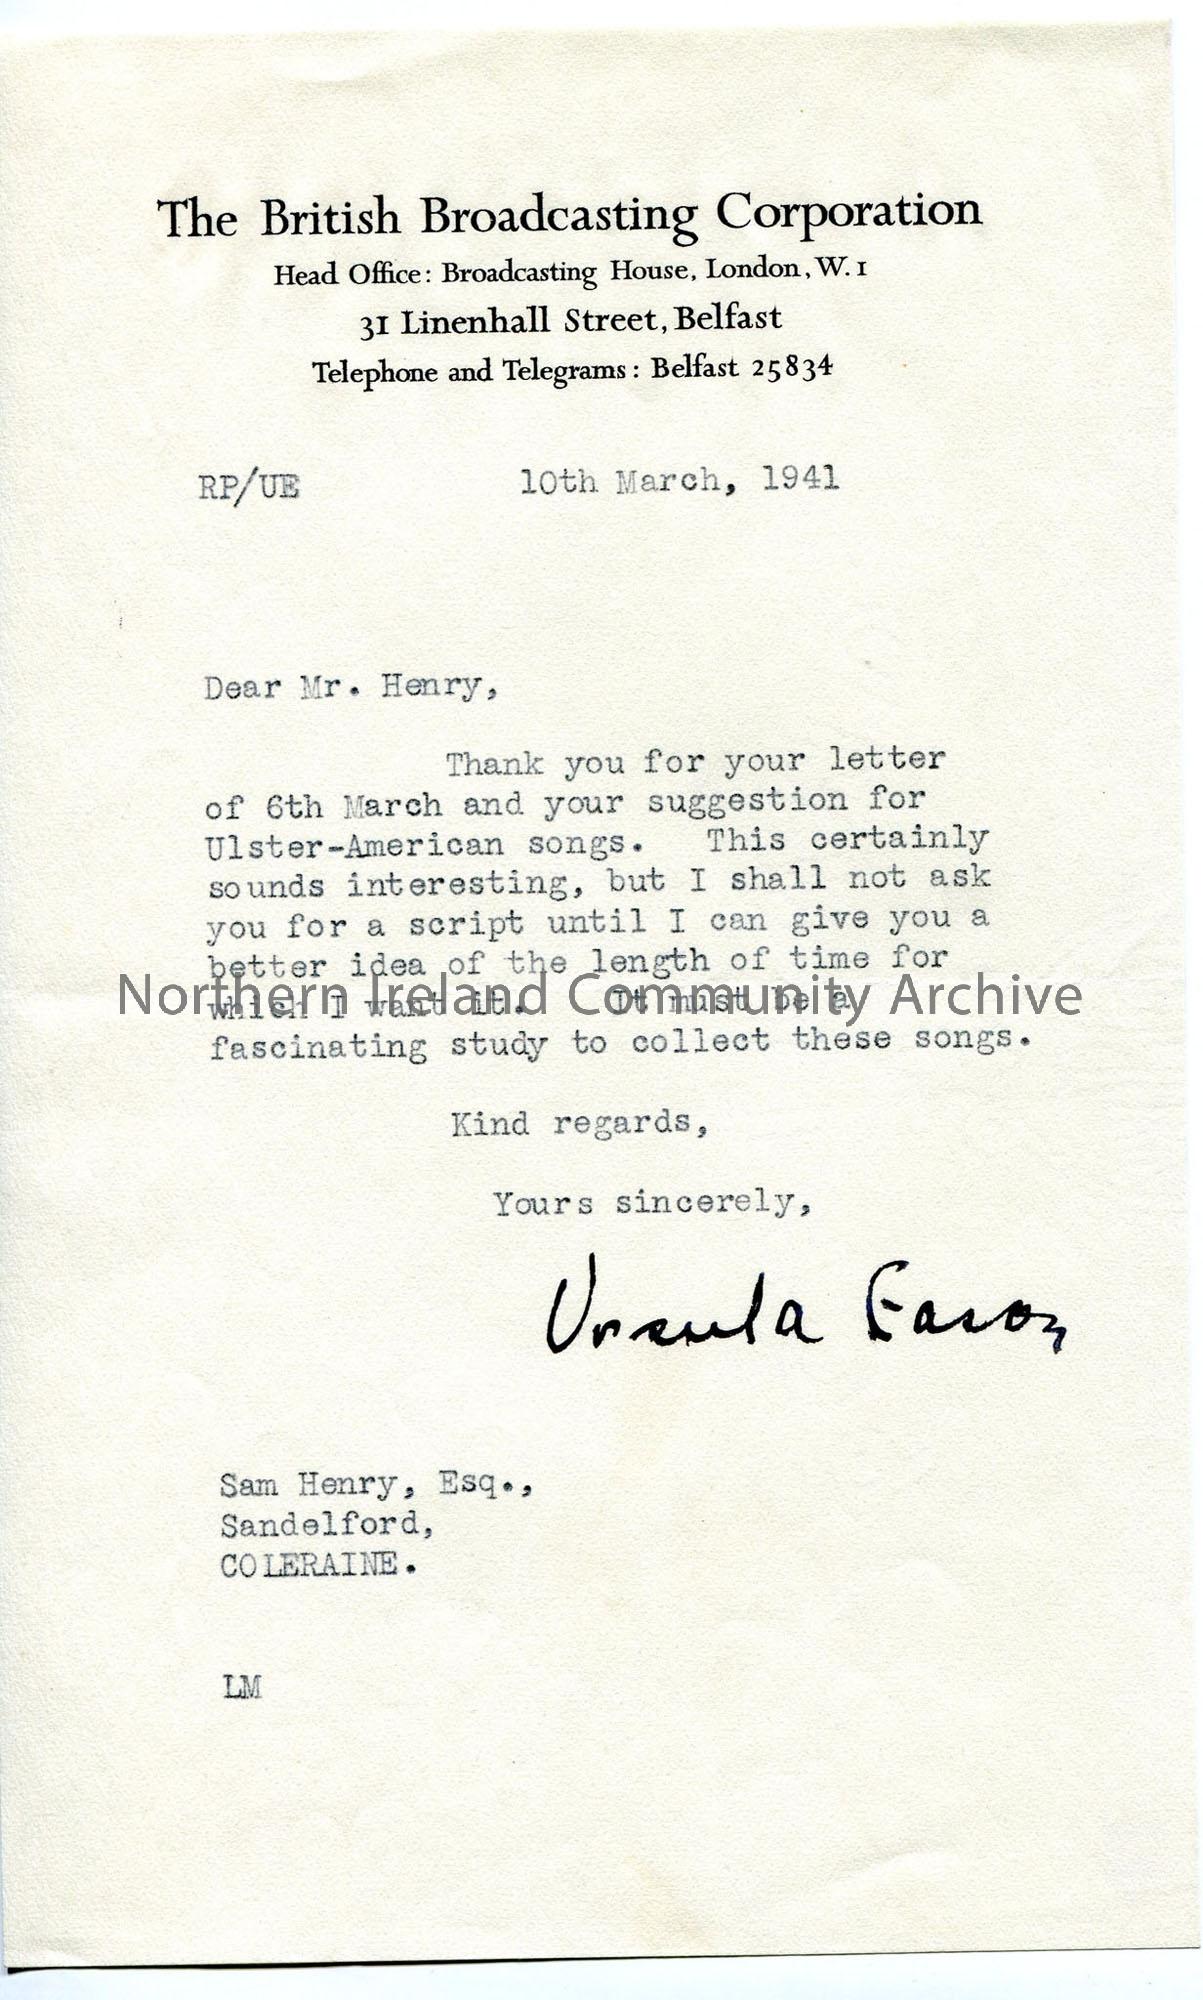 The British Broadcasting Corporation
Head Office: Broadcasting House, London, W.1
31 Linenhall Street, Belfast
Telephone and Telegrams: Belfast 25834
RP/UE 10th March, 1941
Dear Mr. Henry,
Thank you for your letter
of 6th March and your suggestion for
Ulster-American songs. This certainly
sounds interesting, but I shall not ask
you for a script until I can give you a
better idea of the length of time for
Northern Ireland Community Archive
which I want it. It must be a
fascinating study to collect these songs.
Kind regards,
Yours sincerely,
Ursula Eason
Sam Henry, Esq.,
Sandelford,
COLERAINE.
LM